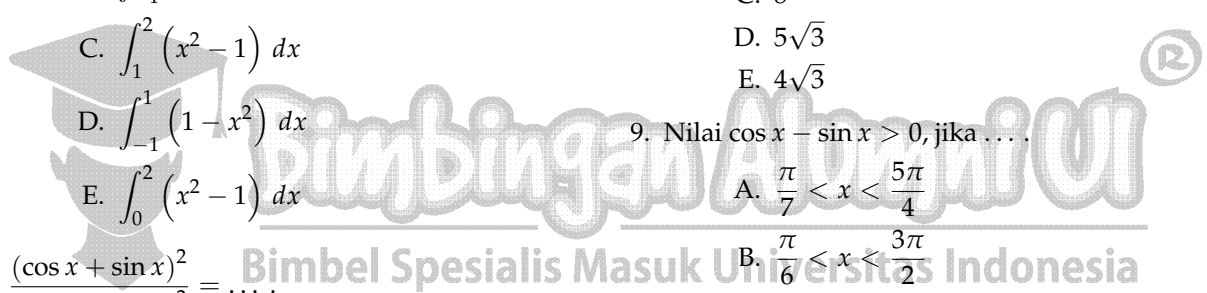 C. ∫₁² (x² − 1) dx
D. ∫₋₁¹ (1 − x²) dx
E. ∫₀² (x² − 1) dx
(cos x + sin x)²
= . . . .
D. 5√3
E. 4√3
9. Nilai cos x − sin x > 0, jika . . . .
A. π/7 < x < 5π/4
B. π/6 < x < 3π/2
Bimbingan Alumni UI
Bimbel Spesialis Masuk Universitas Indonesia
R